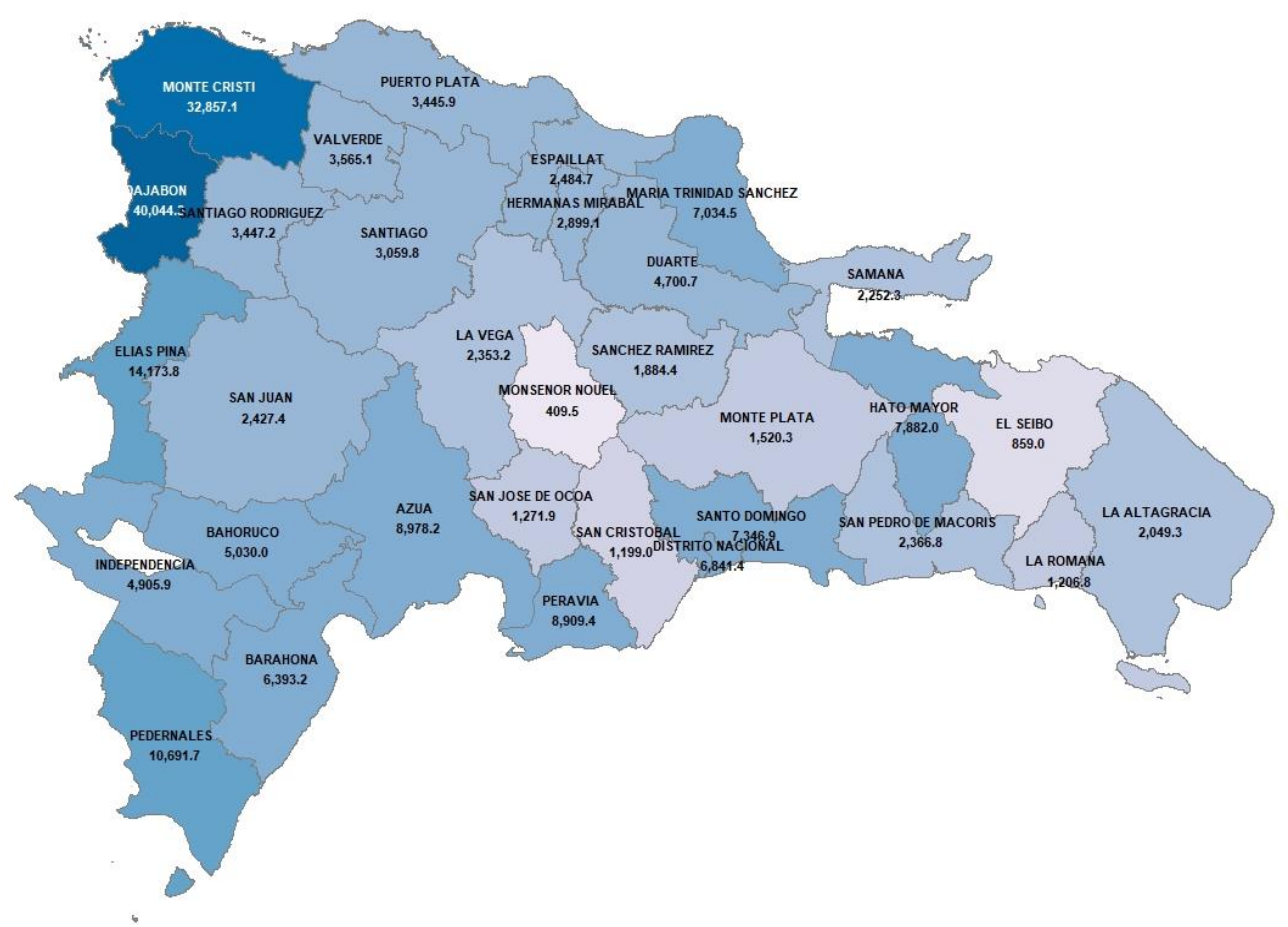 MONTE CRISTI
32,857.1
PUERTO PLATA
3,445.9
VALVERDE
3,565.1
ESPAILLAT
2,484.7
DAJABON
40,044.3
MARIA TRINIDAD SANCHEZ
7,034.5
HERMANAS MIRABAL
2,899.1
SANTIAGO RODRIGUEZ
3,447.2
SANTIAGO
3,059.8
DUARTE
4,700.7
SAMANA
2,252.3
LA VEGA
2,353.2
SANCHEZ RAMIREZ
1,884.4
ELIAS PINA
14,173.8
SAN JUAN
2,427.4
MONSENOR NOUEL
409.5
MONTE PLATA
1,520.3
HATO MAYOR
7,882.0
EL SEIBO
859.0
SAN JOSE DE OCOA
1,271.9
AZUA
8,978.2
LA ALTAGRACIA
2,049.3
SANTO DOMINGO
7,346.9
SAN PEDRO DE MACORIS
2,366.8
BAHORUCO
5,030.0
SAN CRISTOBAL
1,199.0
DISTRITO NACIONAL
6,841.4
INDEPENDENCIA
4,905.9
LA ROMANA
1,206.8
PERAVIA
8,909.4
BARAHONA
6,393.2
PEDERNALES
10,691.7